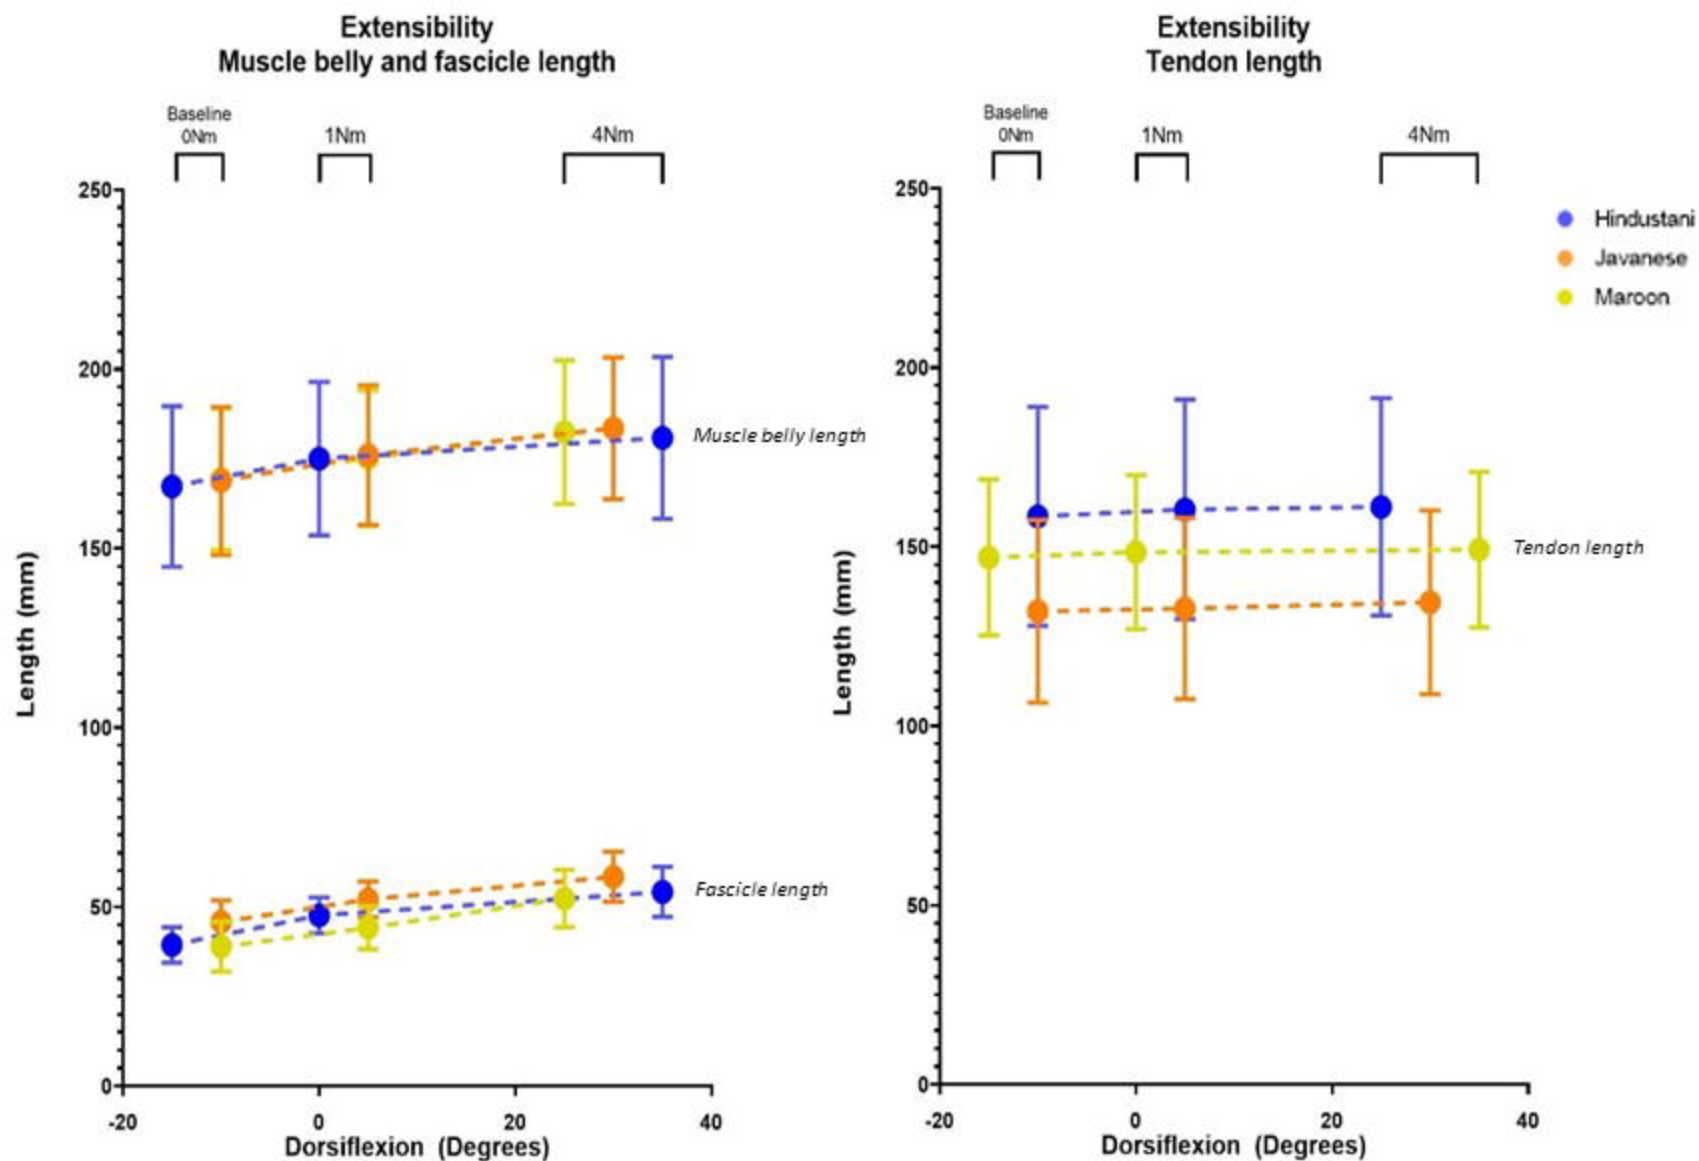 Extensibility
Muscle belly and fascicle length
Baseline
0Nm
1Nm
4Nm
250
200
150
100
50
0
-20
0
20
40
Length (mm)
Dorsiflexion (Degrees)
Muscle belly length
Fascicle length
Extensibility
Tendon length
Baseline
0Nm
1Nm
4Nm
250
200
150
100
50
0
-20
0
20
40
Length (mm)
Dorsiflexion (Degrees)
Tendon length
Hindustani
Javanese
Maroon